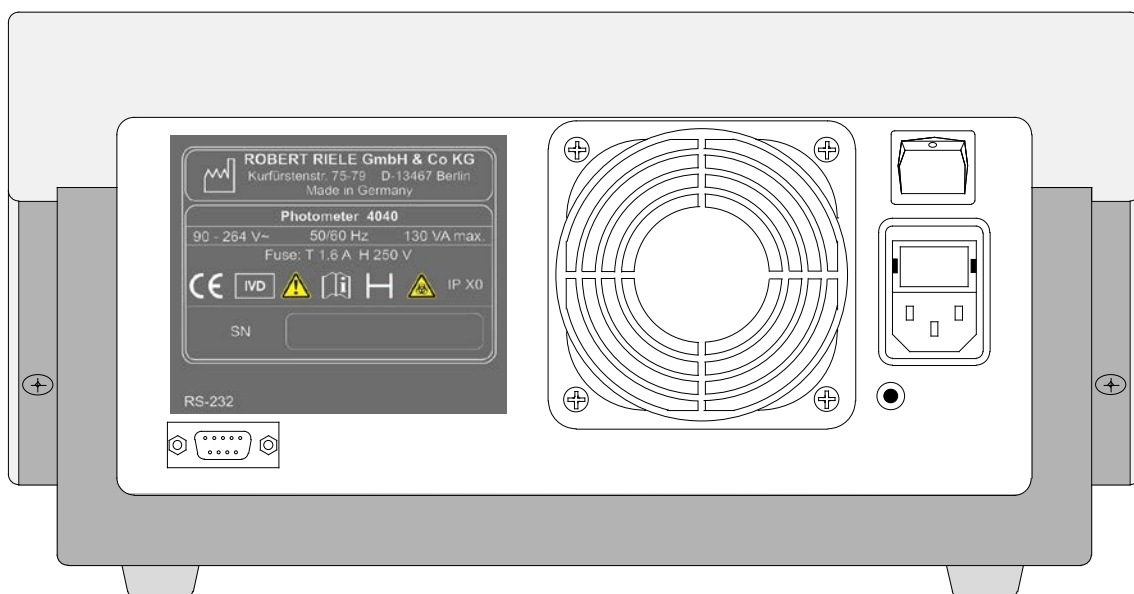 ROBERT RIELE GmbH & Co KG
Kurfürstenstr. 75-79 D-13467 Berlin
Made in Germany
Photometer 4040
90 - 264 V~ 50/60 Hz 130 VA max.
Fuse: T 1.6 A H 250 V
CE IVD i H IP X0
SN
RS-232